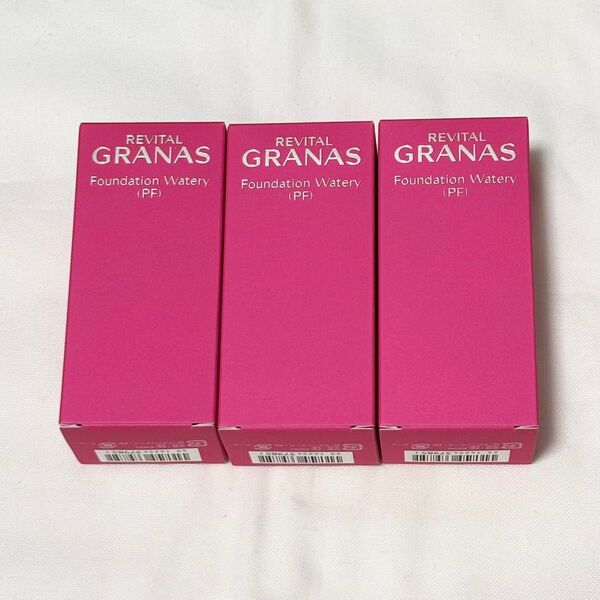 REVITAL
GRANAS
Foundation Watery
(PF)
REVITAL
GRANAS
Foundation Watery
(PF)
REVITAL
GRANAS
Foundation Watery
(PF)